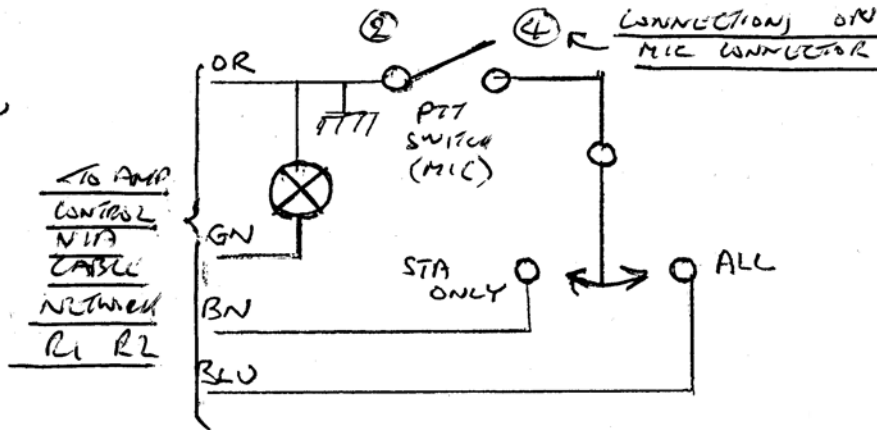 OR
②
④
CONNECTIONS ON
MIC CONNECTOR
PTT
SWITCH
(MIC)
TO AMP
CONTROL
VIA
CABLE
NETWORK
R1 R2
GN
STA
ONLY
ALL
BN
BLU